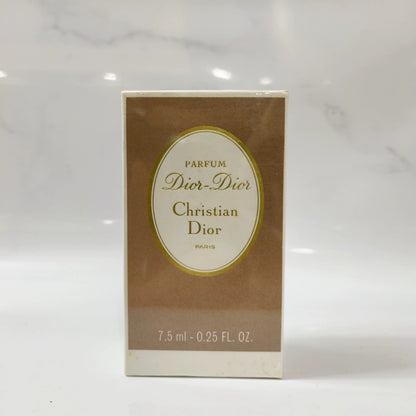 PARFUM
Dior-Dior
Christian
Dior
PARIS
7.5 ml - 0.25 FL. OZ.